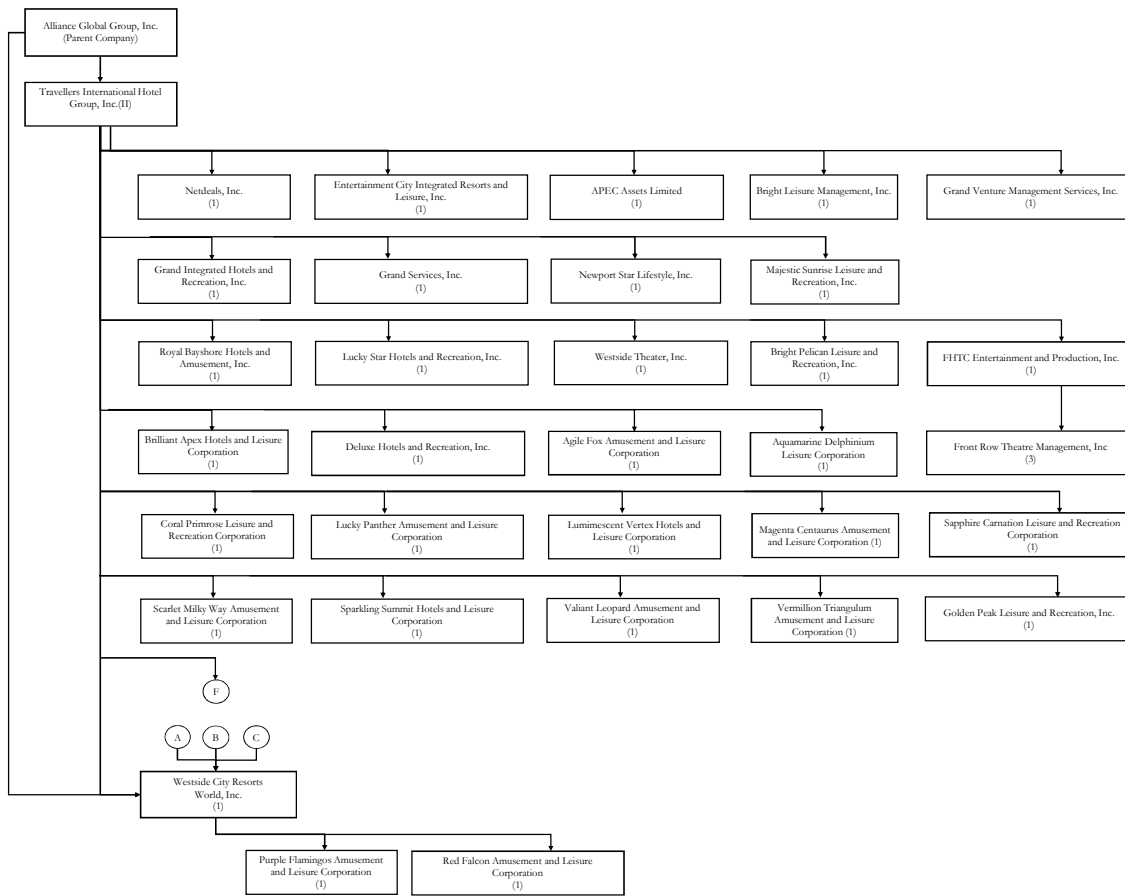 Alliance Global Group, Inc.
(Parent Company)
Travellers International Hotel
Group, Inc.(II)
Netdeals, Inc.
(1)
Entertainment City Integrated Resorts and
Leisure, Inc.
(1)
APEC Assets Limited
(1)
Bright Leisure Management, Inc.
(1)
Grand Venture Management Services, Inc.
(1)
Grand Integrated Hotels and
Recreation, Inc.
(1)
Grand Services, Inc.
(1)
Newport Star Lifestyle, Inc.
(1)
Majestic Sunrise Leisure and
Recreation, Inc.
(1)
Royal Bayshore Hotels and
Amusement, Inc.
(1)
Lucky Star Hotels and Recreation, Inc.
(1)
Westside Theater, Inc.
(1)
Bright Pelican Leisure and
Recreation, Inc.
(1)
FHTC Entertainment and Production, Inc.
(1)
Brilliant Apex Hotels and Leisure
Corporation
(1)
Deluxe Hotels and Recreation, Inc.
(1)
Agile Fox Amusement and Leisure
Corporation
(1)
Aquamarine Delphinium
Leisure Corporation
(1)
Front Row Theatre Management, Inc
(3)
Coral Primrose Leisure and
Recreation Corporation
(1)
Lucky Panther Amusement and Leisure
Corporation
(1)
Lumimescent Vertex Hotels and
Leisure Corporation
(1)
Magenta Centaurus Amusement
and Leisure Corporation (1)
Sapphire Carnation Leisure and Recreation
Corporation
(1)
Scarlet Milky Way Amusement
and Leisure Corporation
(1)
Sparkling Summit Hotels and Leisure
Corporation
(1)
Valiant Leopard Amusement and
Leisure Corporation
(1)
Vermillion Triangulum
Amusement and Leisure
Corporation (1)
Golden Peak Leisure and Recreation, Inc.
(1)
F
A
B
C
Westside City Resorts
World, Inc.
(1)
Purple Flamingos Amusement
and Leisure Corporation
(1)
Red Falcon Amusement and Leisure
Corporation
(1)